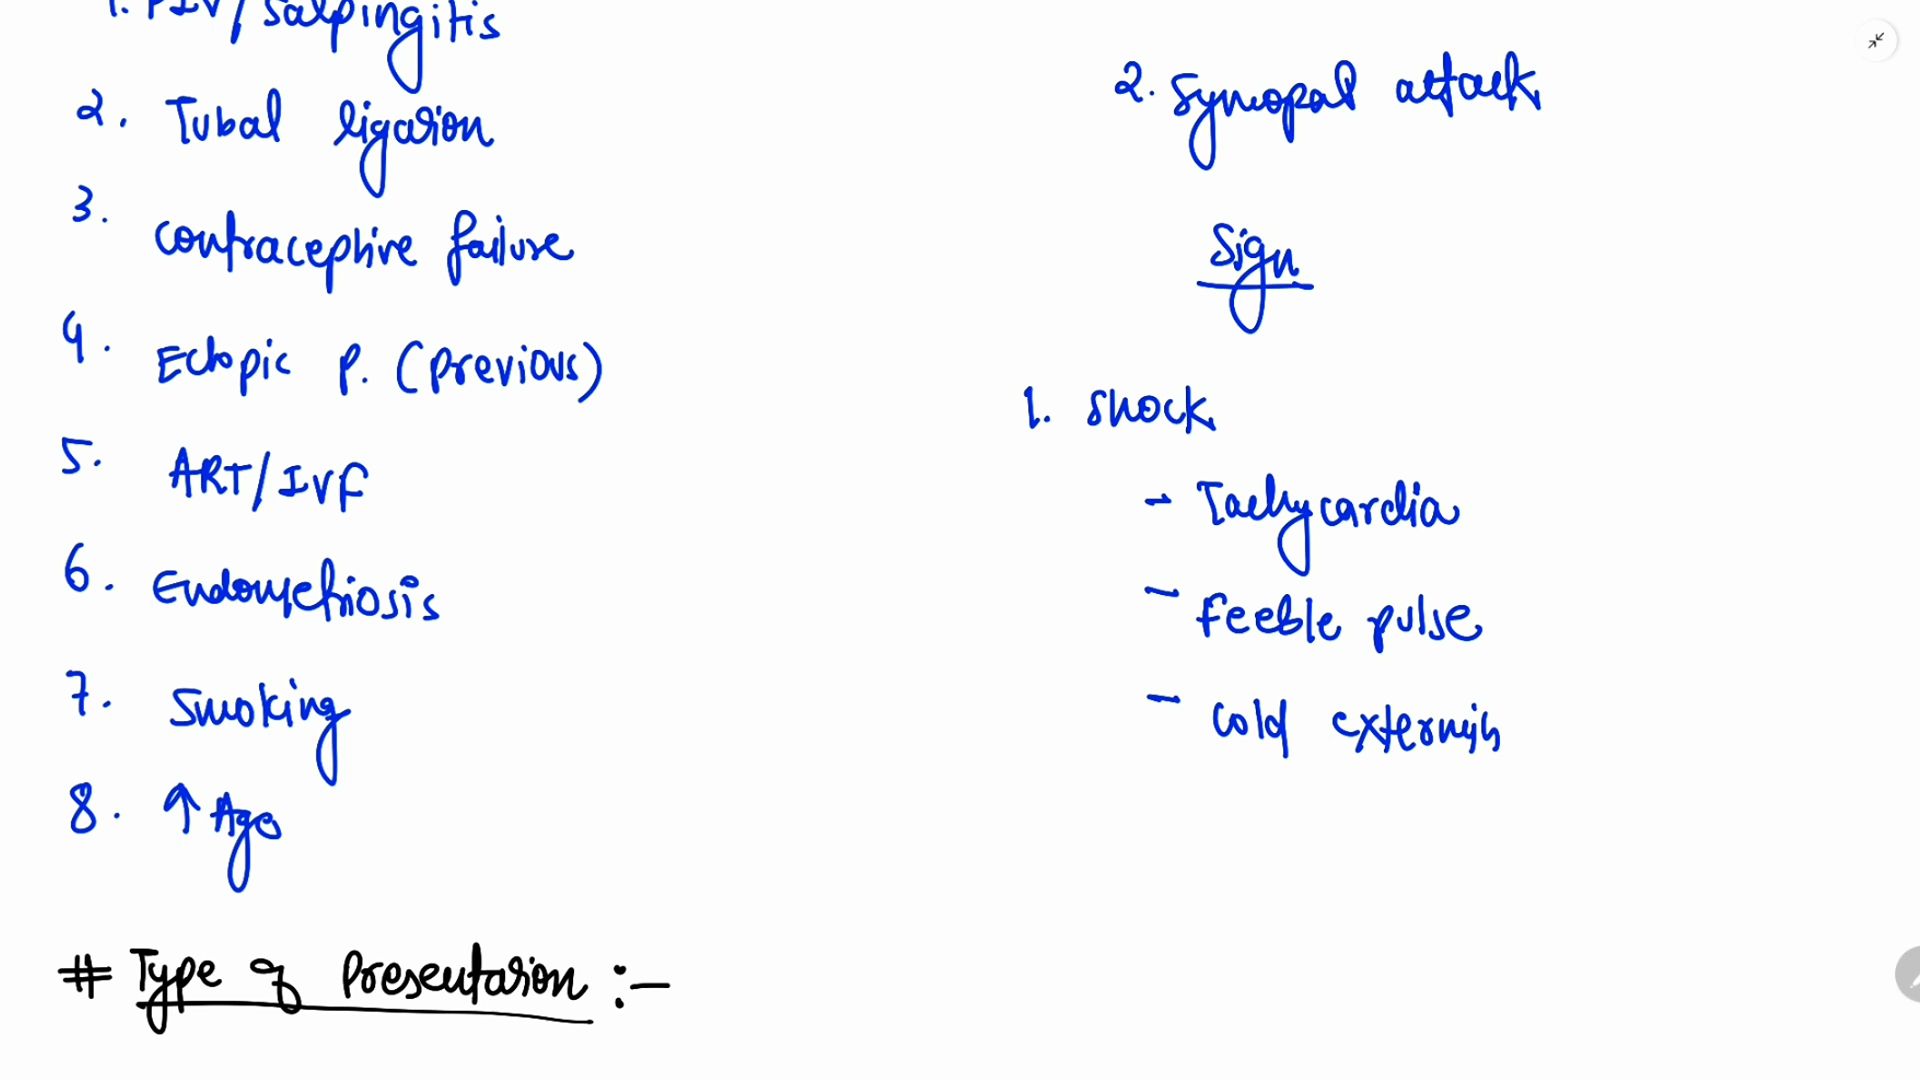 1. PID/Salpingitis
2. Tubal ligation
3. Contraceptive failure
4. Ectopic P. (Previous)
5. ART/IVF
6. Endometriosis
7. Smoking
8. ↑ Age
# Type of Presentation :-
2. Syncopal attack
Sign
1. Shock
- Tachycardia
- Feeble pulse
- Cold